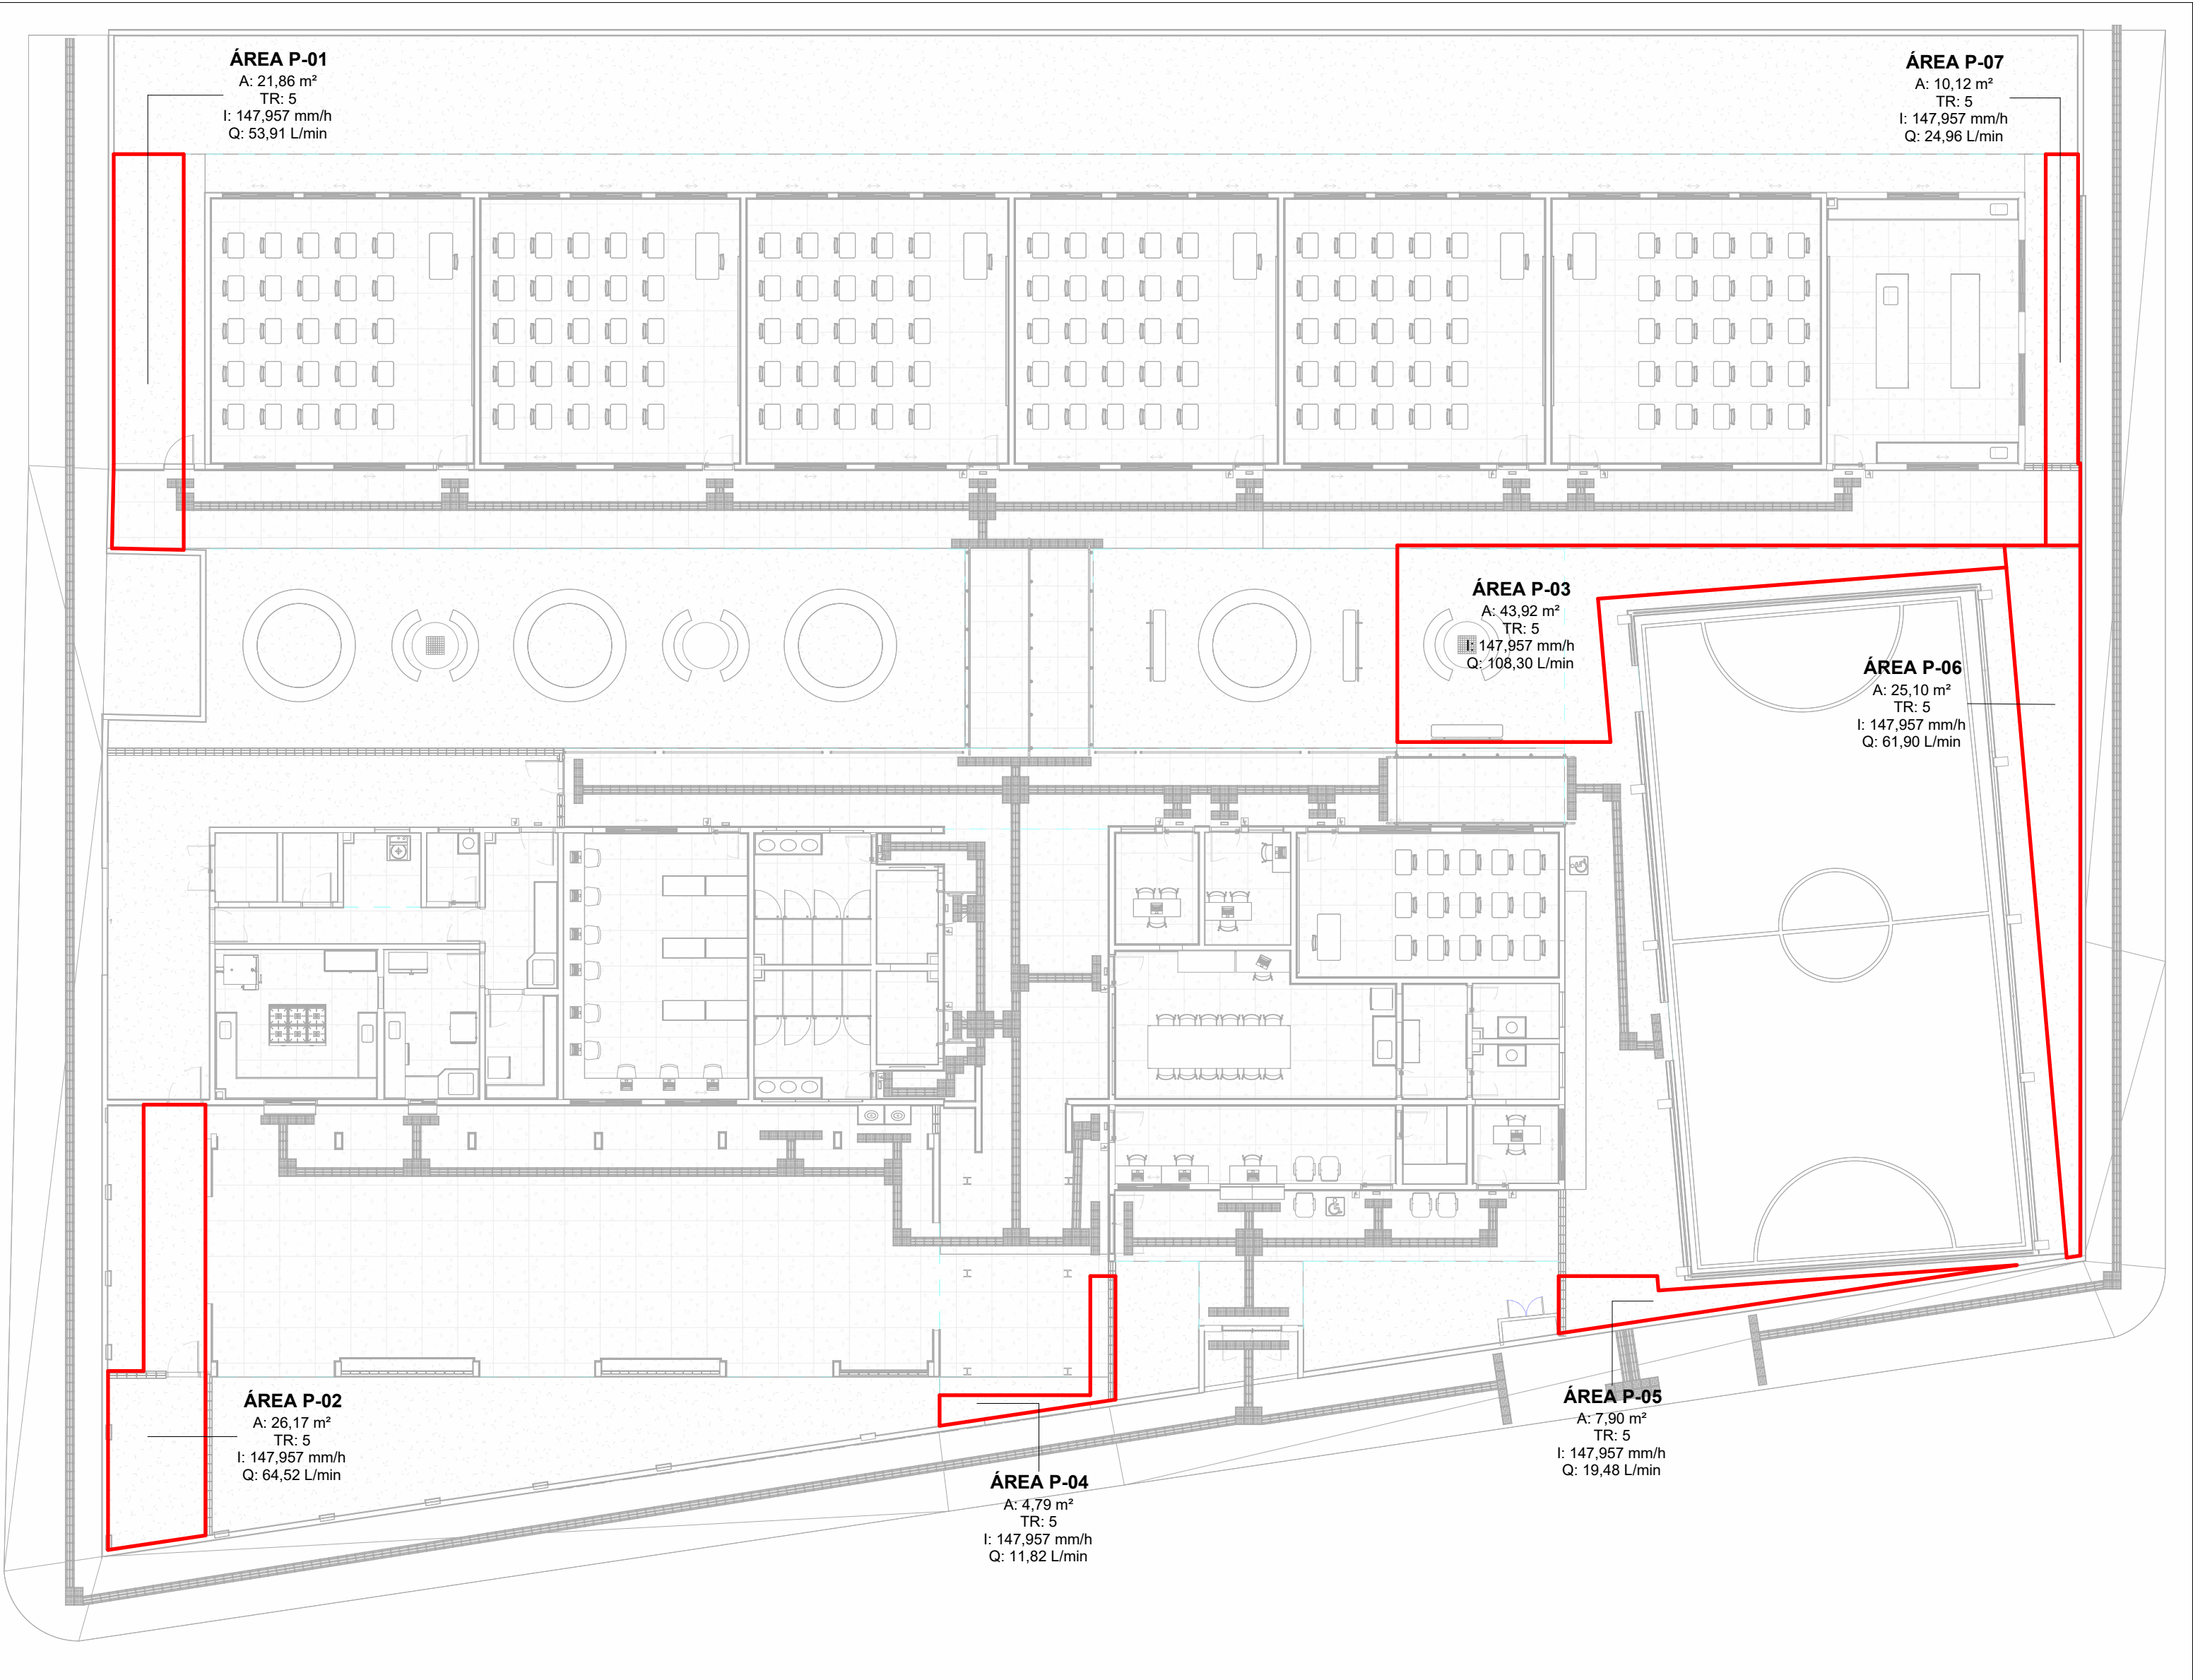 ÁREA P-01
A: 21,86 m²
TR: 5
I: 147,957 mm/h
Q: 53,91 L/min
ÁREA P-07
A: 10,12 m²
TR: 5
I: 147,957 mm/h
Q: 24,96 L/min
ÁREA P-03
A: 43,92 m²
TR: 5
I: 147,957 mm/h
Q: 108,30 L/min
ÁREA P-06
A: 25,10 m²
TR: 5
I: 147,957 mm/h
Q: 61,90 L/min
ÁREA P-02
A: 26,17 m²
TR: 5
I: 147,957 mm/h
Q: 64,52 L/min
ÁREA P-04
A: 4,79 m²
TR: 5
I: 147,957 mm/h
Q: 11,82 L/min
ÁREA P-05
A: 7,90 m²
TR: 5
I: 147,957 mm/h
Q: 19,48 L/min